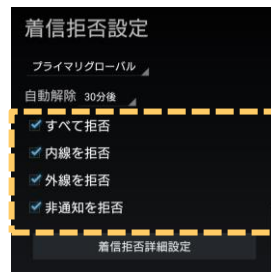 着信拒否設定
プライマリグローバル
自動解除 30分後
すべて拒否
内線を拒否
外線を拒否
非通知を拒否
着信拒否詳細設定